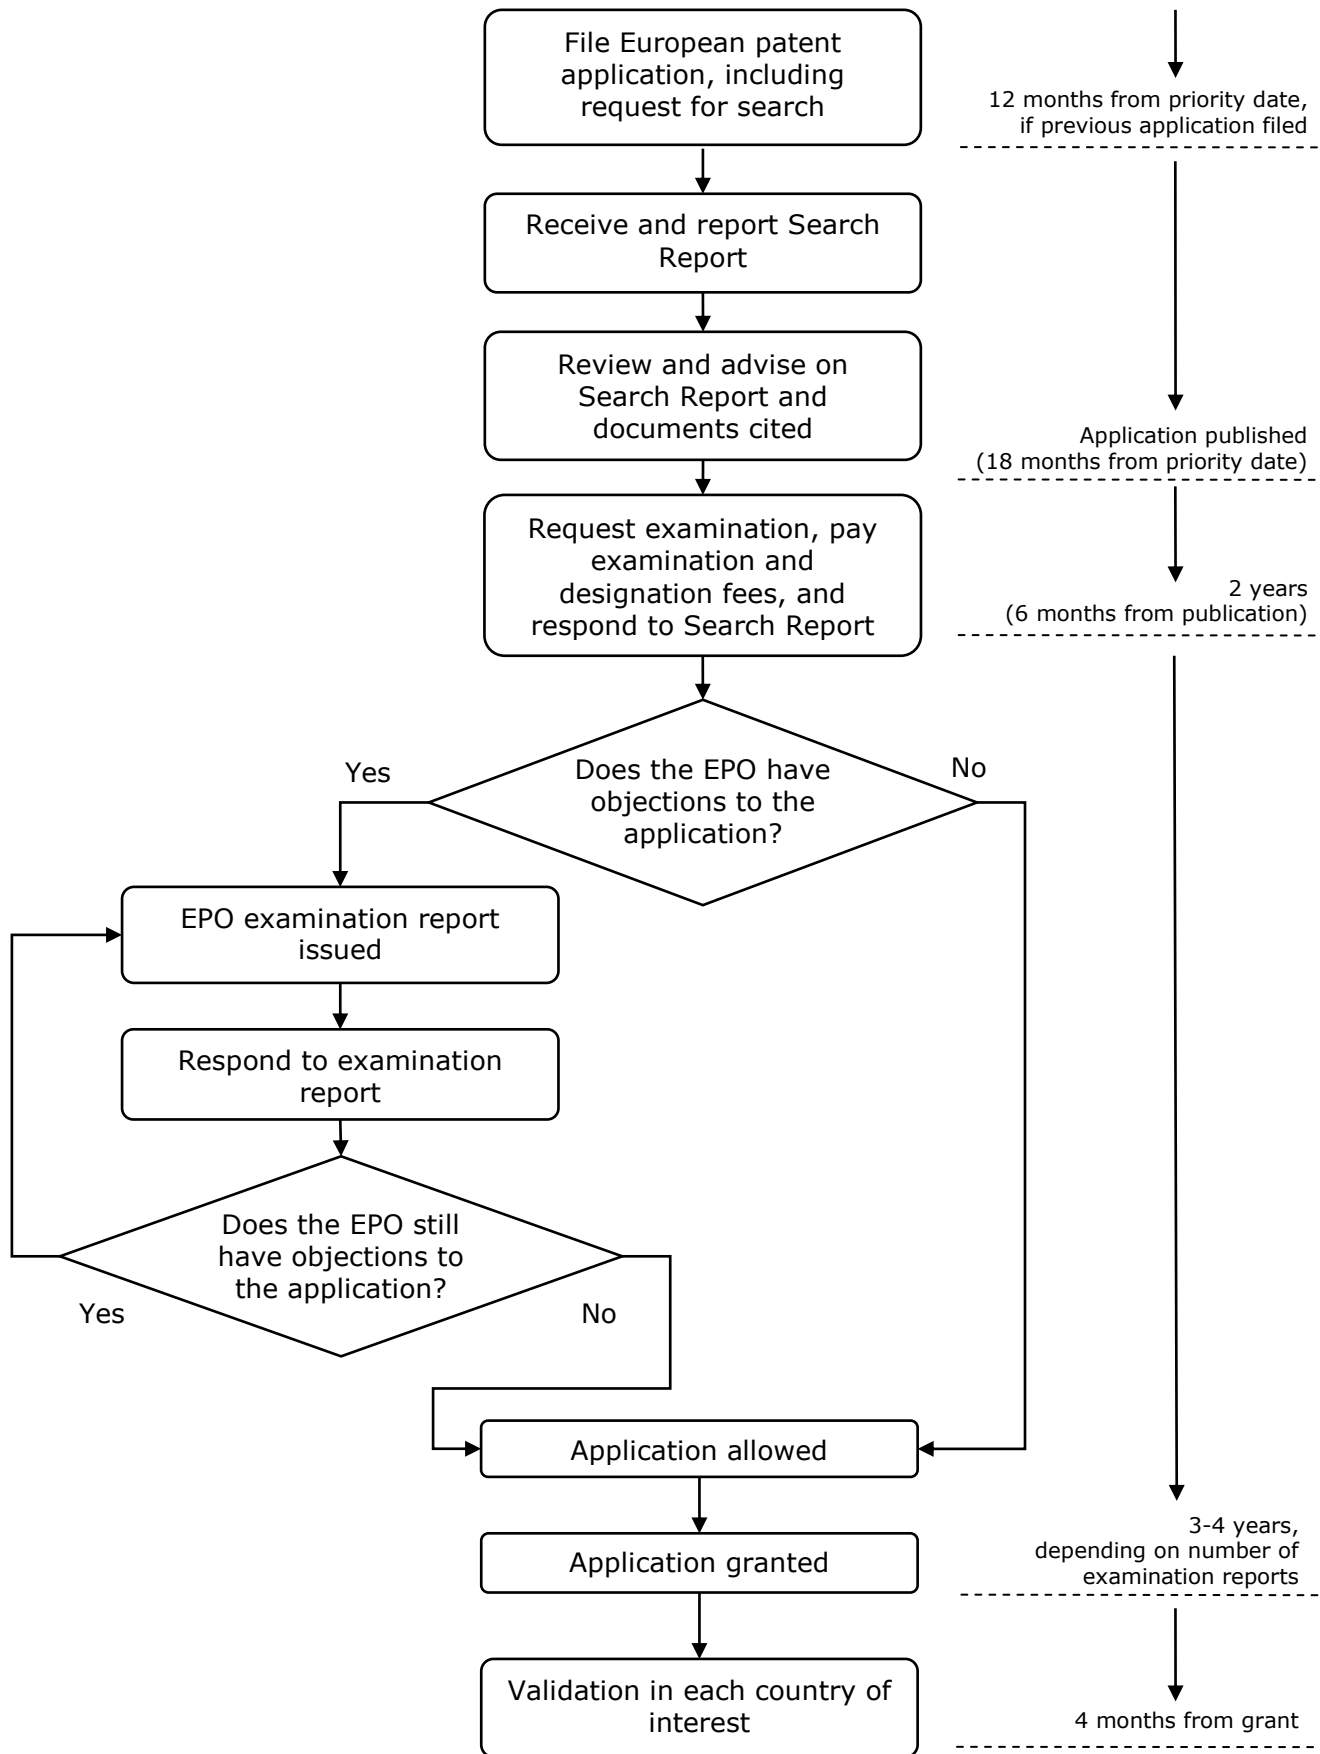 File European patent
application, including
request for search
12 months from priority date,
if previous application filed
Receive and report Search
Report
Review and advise on
Search Report and
documents cited
Application published
(18 months from priority date)
Request examination, pay
examination and
designation fees, and
respond to Search Report
2 years
(6 months from publication)
Does the EPO have
objections to the
application?
Yes
No
EPO examination report
issued
Respond to examination
report
Does the EPO still
have objections to
the application?
Yes
No
Application allowed
Application granted
3-4 years,
depending on number of
examination reports
Validation in each country of
interest
4 months from grant